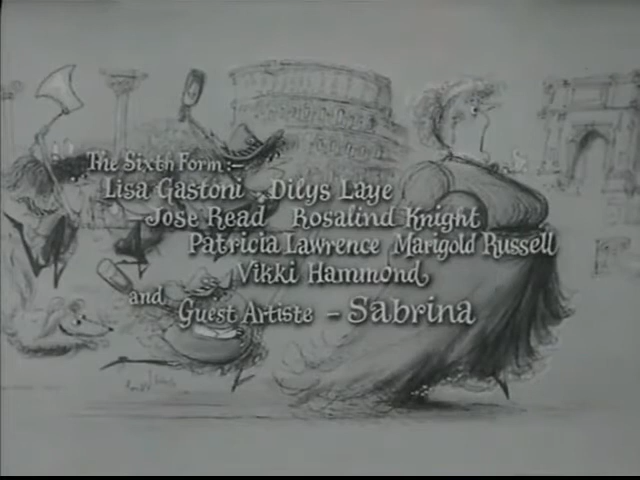 The Sixth Form:-
Lisa Gastoni Dilys Laye
Jose Read Rosalind Knight
Patricia Lawrence Marigold Russell
Vikki Hammond
and Guest Artiste - Sabrina